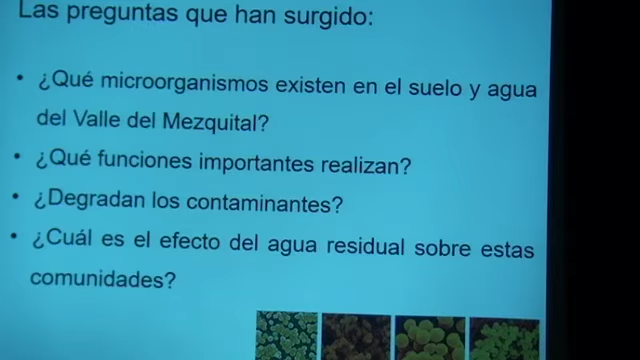 Las preguntas que han surgido:
• ¿Qué microorganismos existen en el suelo y agua
del Valle del Mezquital?
• ¿Qué funciones importantes realizan?
• ¿Degradan los contaminantes?
• ¿Cuál es el efecto del agua residual sobre estas
comunidades?